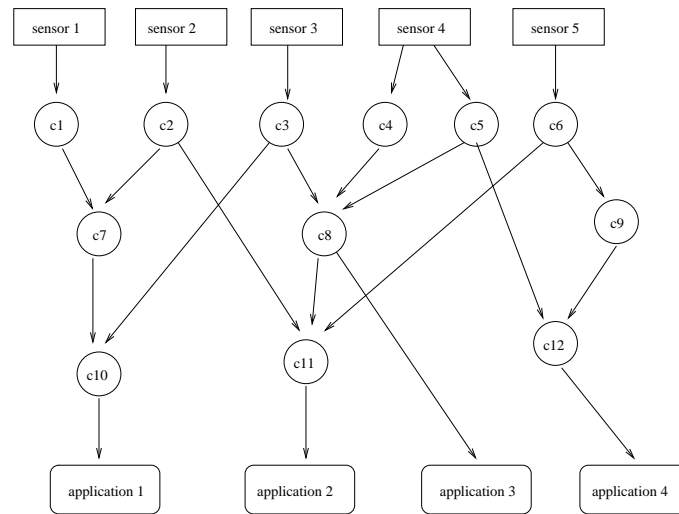 sensor 1
sensor 2
sensor 3
sensor 4
sensor 5
c1
c2
c3
c4
c5
c6
c7
c8
c9
c10
c11
c12
application 1
application 2
application 3
application 4